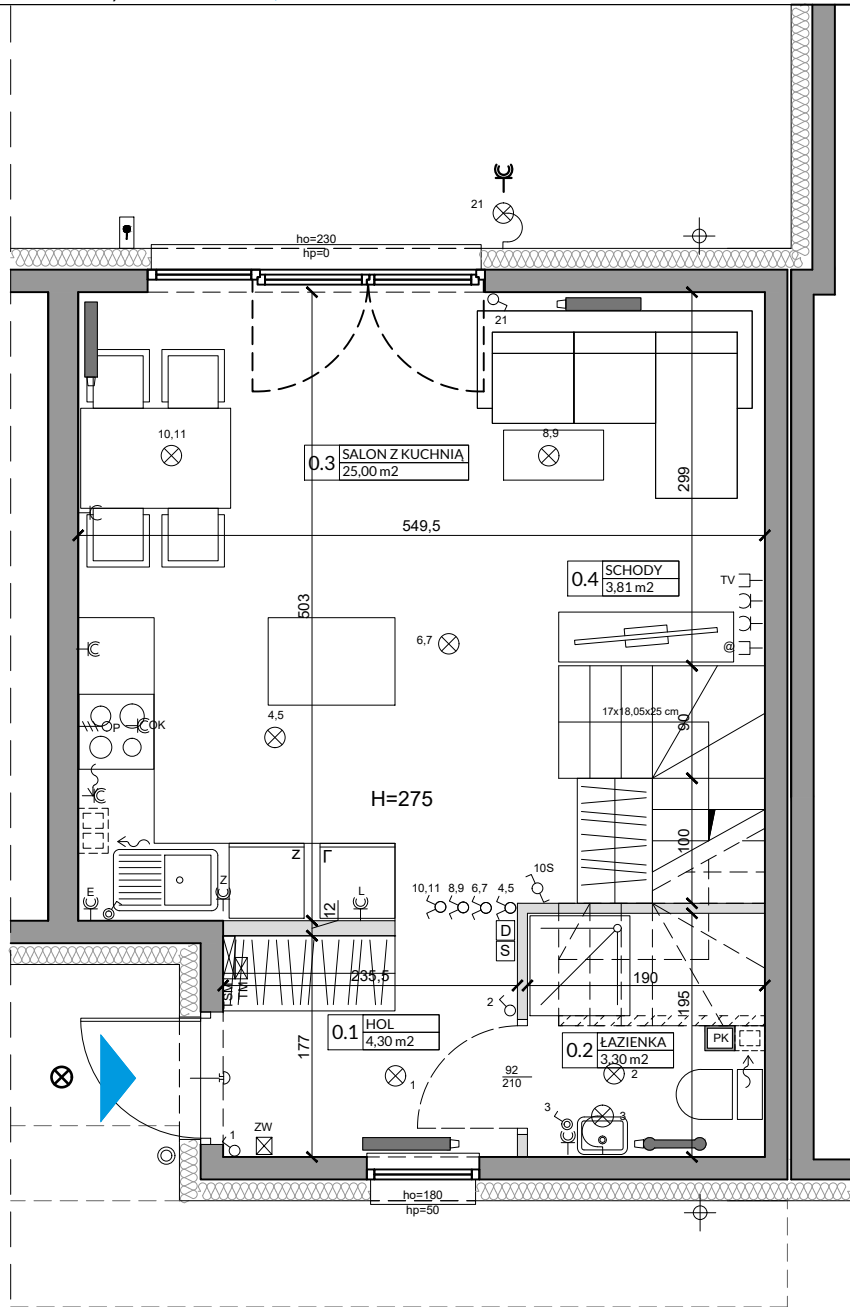 21
ho=230
hp=0
21
10,11
8,9
0.3 SALON Z KUCHNIĄ
25,00 m2
299
549,5
0.4 SCHODY
3,81 m2
TV
503
6,7
@
4,5
17x18,05x25 cm
90
OP
OK
H=275
100
Z
L
10S
E
Z
L
10,11
8,9
6,7
4,5
12
D
S
TSM
TM
235,5
190
2
195
0.1 HOL
4,30 m2
177
0.2 ŁAZIENKA
3,30 m2
PK
92
210
1
2
3
3
1
ZW
ho=180
hp=50